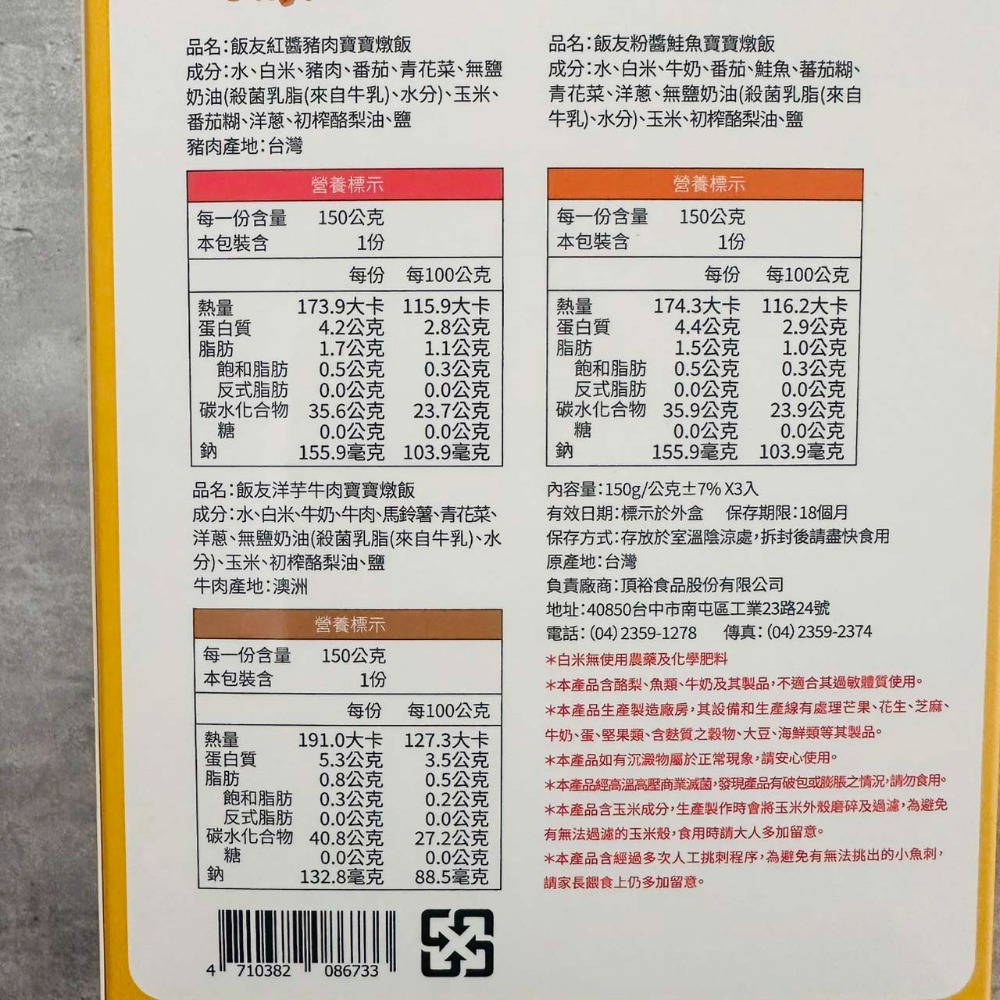 品名:飯友紅醬豬肉寶寶燉飯
成分:水、白米、豬肉、番茄、青花菜、無鹽
奶油(殺菌乳脂(來自牛乳)、水分)、玉米、
番茄糊、洋蔥、初榨酪梨油、鹽
豬肉產地:台灣
營養標示
每一份含量 150公克
本包裝含 1份
每份 每100公克
熱量 173.9大卡 115.9大卡
蛋白質 4.2公克 2.8公克
脂肪 1.7公克 1.1公克
飽和脂肪 0.5公克 0.3公克
反式脂肪 0.0公克 0.0公克
碳水化合物 35.6公克 23.7公克
糖 0.0公克 0.0公克
鈉 155.9毫克 103.9毫克
品名:飯友洋芋牛肉寶寶燉飯
成分:水、白米、牛奶、牛肉、馬鈴薯、青花菜、
洋蔥、無鹽奶油(殺菌乳脂(來自牛乳)、水
分)、玉米、初榨酪梨油、鹽
牛肉產地:澳洲
營養標示
每一份含量 150公克
本包裝含 1份
每份 每100公克
熱量 191.0大卡 127.3大卡
蛋白質 5.3公克 3.5公克
脂肪 0.8公克 0.5公克
飽和脂肪 0.3公克 0.2公克
反式脂肪 0.0公克 0.0公克
碳水化合物 40.8公克 27.2公克
糖 0.0公克 0.0公克
鈉 132.8毫克 88.5毫克
4 710382 086733
品名:飯友粉醬鮭魚寶寶燉飯
成分:水、白米、牛奶、番茄、鮭魚、蕃茄糊、
青花菜、洋蔥、無鹽奶油(殺菌乳脂(來自
牛乳)、水分)、玉米、初榨酪梨油、鹽
營養標示
每一份含量 150公克
本包裝含 1份
每份 每100公克
熱量 174.3大卡 116.2大卡
蛋白質 4.4公克 2.9公克
脂肪 1.5公克 1.0公克
飽和脂肪 0.5公克 0.3公克
反式脂肪 0.0公克 0.0公克
碳水化合物 35.9公克 23.9公克
糖 0.0公克 0.0公克
鈉 155.9毫克 103.9毫克
內容量:150g/公克±7% X3入
有效日期:標示於外盒 保存期限:18個月
保存方式:存放於室溫陰涼處,拆封後請盡快食用
原產地:台灣
負責廠商:頂裕食品股份有限公司
地址:40850台中市南屯區工業23路24號
電話:(04)2359-1278 傳真:(04)2359-2374
*白米無使用農藥及化學肥料
*本產品含酪梨、魚類、牛奶及其製品,不適合其過敏體質使用。
*本產品生產製造廠房,其設備和生產線有處理芒果、花生、芝麻、
牛奶、蛋、堅果類、含麩質之穀物、大豆、海鮮類等其製品。
*本產品如有沉澱物屬於正常現象,請安心使用。
*本產品經高溫高壓商業滅菌,發現產品有破包或膨脹之情況,請勿食用。
*本產品含玉米成分,生產製作時會將玉米外殼磨碎及過濾,為避免
有無法過濾的玉米殼,食用時請大人多加留意。
*本產品含經過多次人工挑刺程序,為避免有無法挑出的小魚刺,
請家長餵食上仍多加留意。